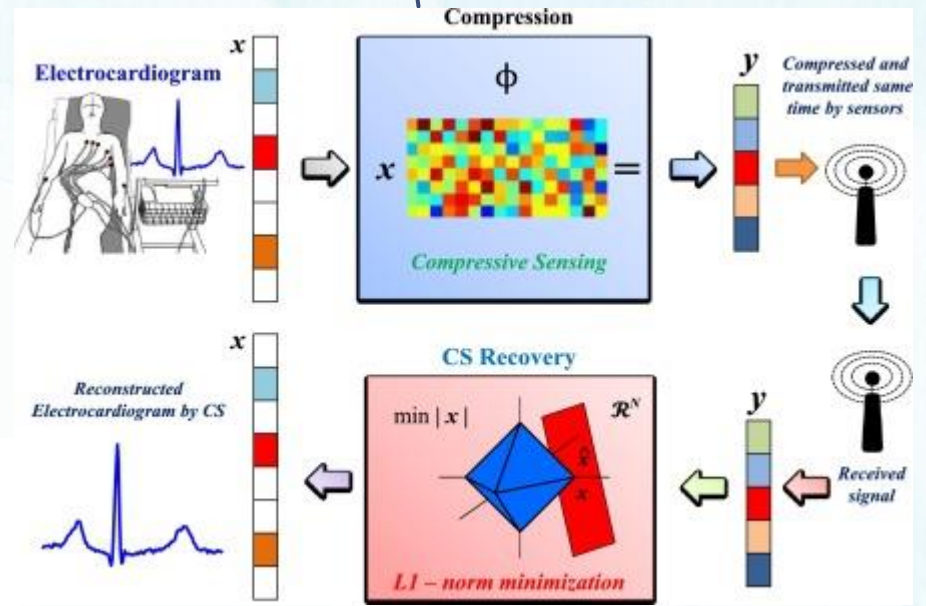 Compression
x
Electrocardiogram
ϕ
x
=
Compressive Sensing
y
Compressed and
transmitted same
time by sensors
x
Reconstructed
Electrocardiogram by CS
CS Recovery
min | x |
ℛᴺ
x̂
x
L1 – norm minimization
y
Received
signal